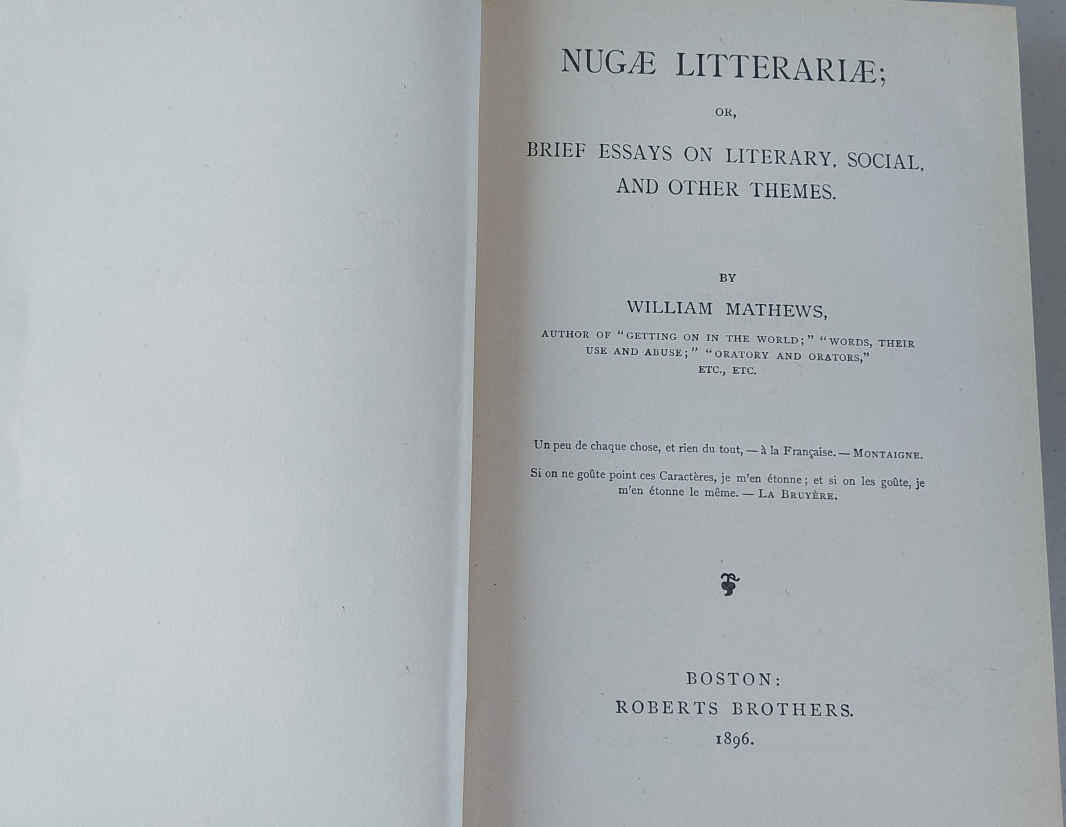 NUGÆ LITTERARIÆ;
OR,
BRIEF ESSAYS ON LITERARY, SOCIAL,
AND OTHER THEMES.
BY
WILLIAM MATHEWS,
AUTHOR OF “GETTING ON IN THE WORLD;” “WORDS, THEIR
USE AND ABUSE;” “ORATORY AND ORATORS,”
ETC., ETC.
Un peu de chaque chose, et rien du tout, — à la Française. — MONTAIGNE.
Si on ne goûte point ces Caractères, je m'en étonne; et si on les goûte, je
m'en étonne le même. — LA BRUYÈRE.
BOSTON:
ROBERTS BROTHERS.
1896.